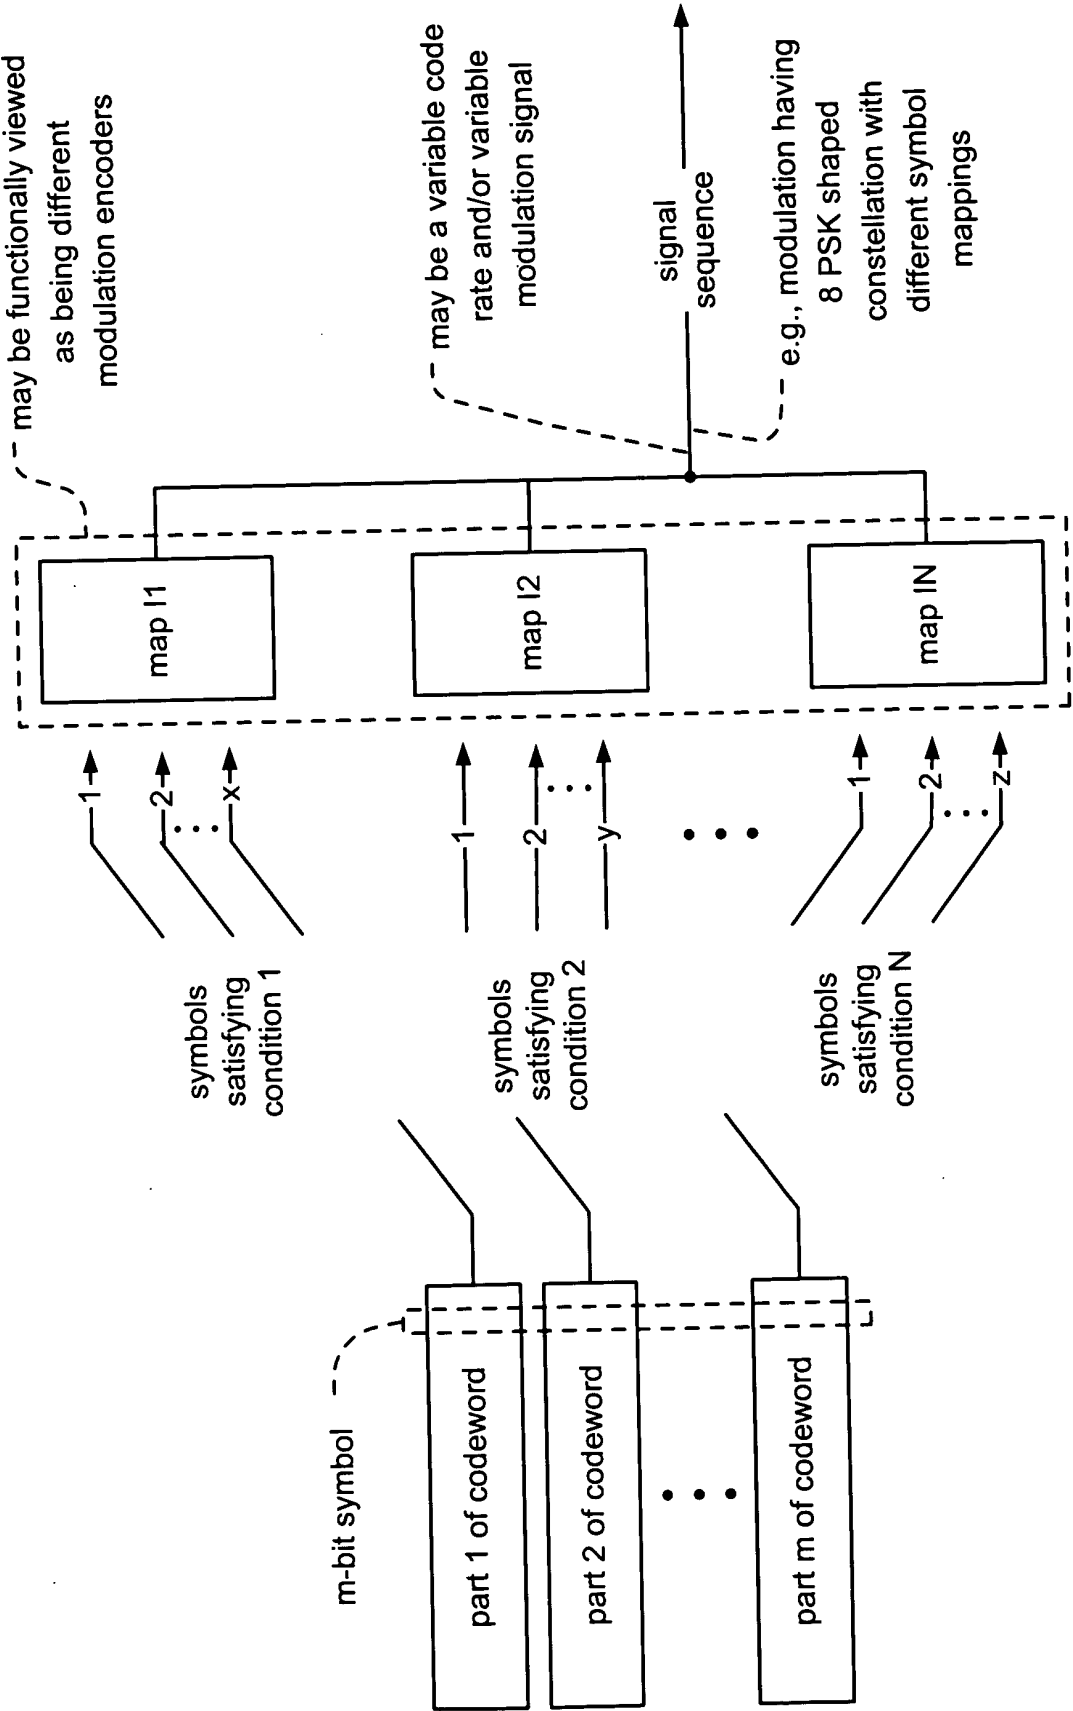 m-bit symbol
part 1 of codeword
part 2 of codeword
part m of codeword
symbols
satisfying
condition 1
symbols
satisfying
condition 2
symbols
satisfying
condition N
1
2
x
1
2
y
1
2
z
map I1
map I2
map IN
may be functionally viewed
as being different
modulation encoders
may be a variable code
rate and/or variable
modulation signal
signal
sequence
e.g., modulation having
8 PSK shaped
constellation with
different symbol
mappings